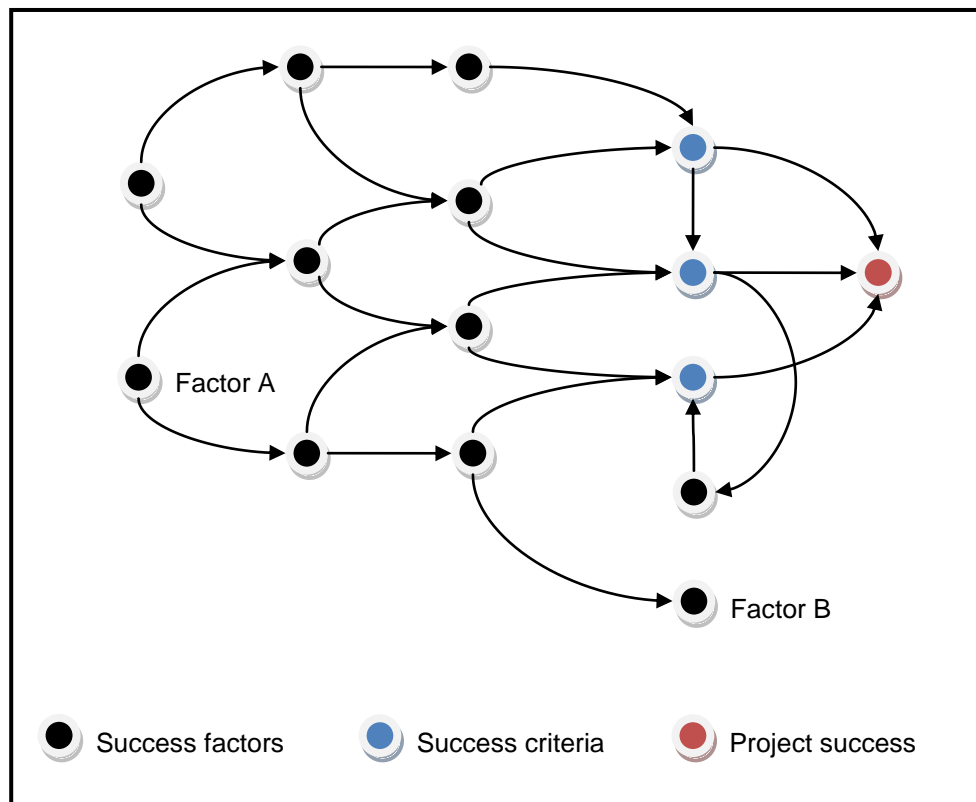 Factor A
Factor B
Success factors
Success criteria
Project success